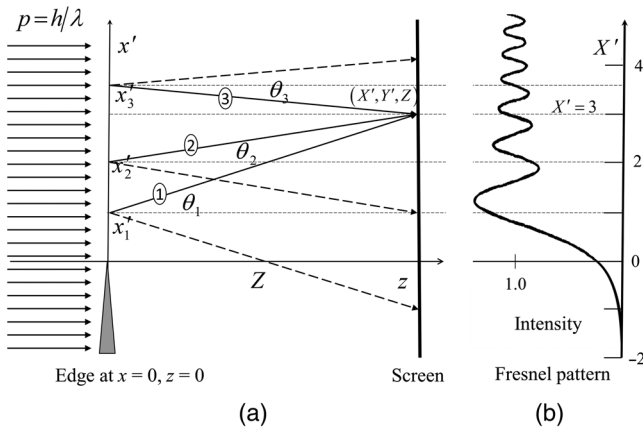 p = h/λ
x′
X′
4
x′₃
③
θ₃
(X′, Y′, Z)
X′ = 3
②
x′₂
θ₂
2
①
x′₁
θ₁
Z
z
1.0
0
Intensity
-2
Edge at x = 0, z = 0
Screen
Fresnel pattern
(a)
(b)